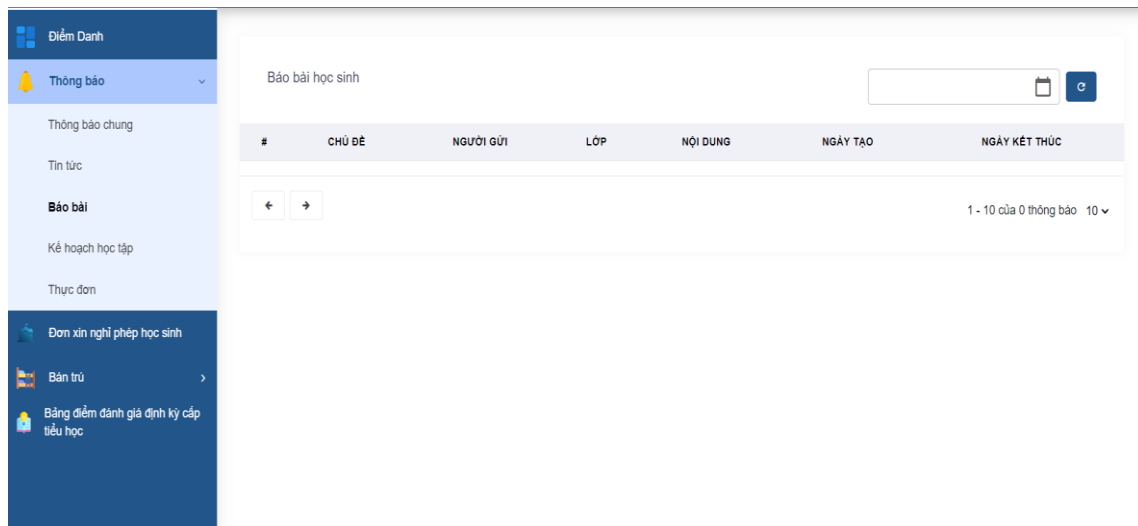 Điểm Danh
Thông báo
Thông báo chung
Tin tức
Báo bài
Kế hoạch học tập
Thực đơn
Đơn xin nghỉ phép học sinh
Bán trú
Bảng điểm đánh giá định kỳ cấp
tiểu học
Báo bài học sinh
# CHỦ ĐỀ NGƯỜI GỬI LỚP NỘI DUNG NGÀY TẠO NGÀY KẾT THÚC
1 - 10 của 0 thông báo 10